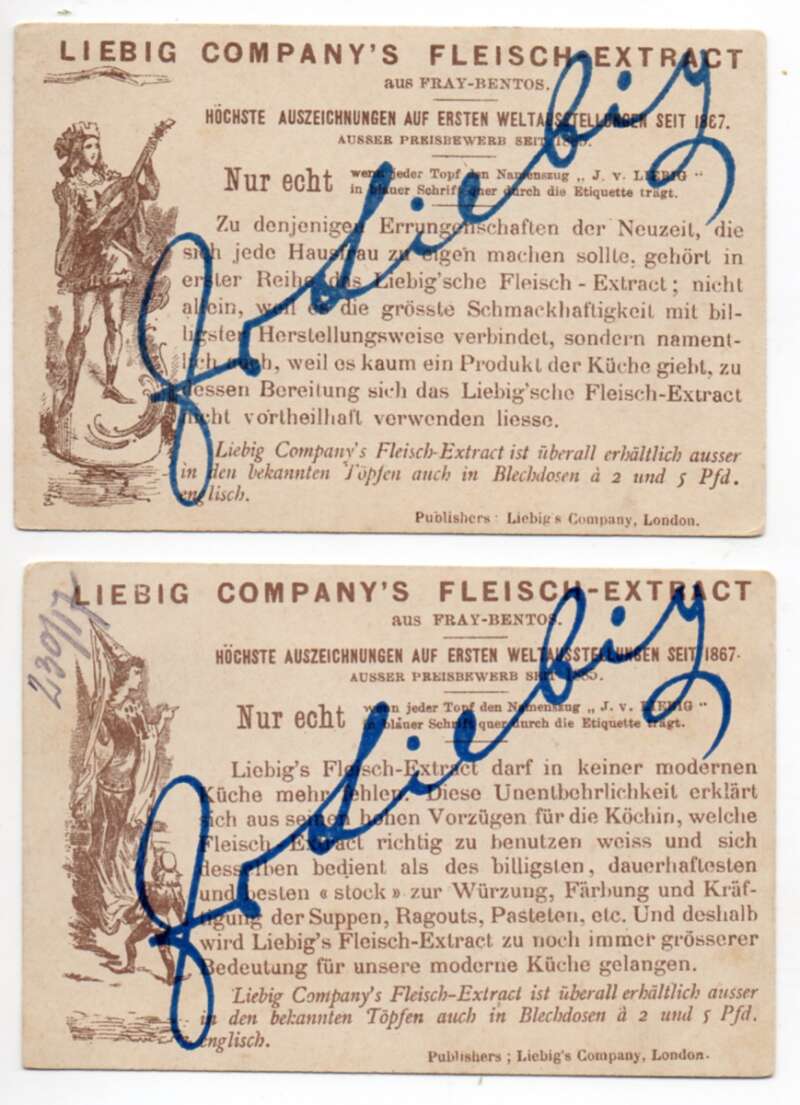 LIEBIG COMPANY'S FLEISCH-EXTRACT
aus FRAY-BENTOS.
HÖCHSTE AUSZEICHNUNGEN AUF ERSTEN WELTAUSSTELLUNGEN SEIT 1867.
AUSSER PREISBEWERB SEIT 1885.
Nur echt
wenn jeder Topf den Namenszug „ J. v. LIEBIG “
in blauer Schrift quer durch die Etiquette trägt.
Zu denjenigen Errungenschaften der Neuzeit, die
sich jede Hausfrau zu eigen machen sollte, gehört in
erster Reihe das Liebig'sche Fleisch - Extract; nicht
allein, weil es die grösste Schmackhaftigkeit mit bil-
ligster Herstellungsweise verbindet, sondern nament-
lich auch, weil es kaum ein Produkt der Küche giebt, zu
dessen Bereitung sich das Liebig'sche Fleisch-Extract
nicht vortheilhaft verwenden liesse.
Liebig Company's Fleisch-Extract ist überall erhältlich ausser
in den bekannten Töpfen auch in Blechdosen à 2 und 5 Pfd.
englisch.
Publishers : Liebig's Company, London.
J v Liebig
230/17
LIEBIG COMPANY'S FLEISCH-EXTRACT
aus FRAY-BENTOS.
HÖCHSTE AUSZEICHNUNGEN AUF ERSTEN WELTAUSSTELLUNGEN SEIT 1867.
AUSSER PREISBEWERB SEIT 1885.
Nur echt
wenn jeder Topf den Namenszug „ J. v. LIEBIG “
in blauer Schrift quer durch die Etiquette trägt.
Liebig's Fleisch-Extract darf in keiner modernen
Küche mehr fehlen. Diese Unentbehrlichkeit erklärt
sich aus seinen hohen Vorzügen für die Köchin, welche
Fleisch-Extract richtig zu benutzen weiss und sich
desselben bedient als des billigsten, dauerhaftesten
und besten « stock » zur Würzung, Färbung und Kräf-
tigung der Suppen, Ragouts, Pasteten, etc. Und deshalb
wird Liebig's Fleisch-Extract zu noch immer grösserer
Bedeutung für unsere moderne Küche gelangen.
Liebig Company's Fleisch-Extract ist überall erhältlich ausser
in den bekannten Töpfen auch in Blechdosen à 2 und 5 Pfd.
englisch.
Publishers ; Liebig's Company, London.
J v Liebig